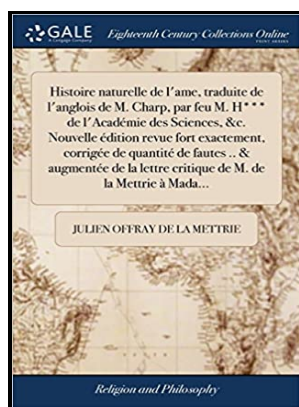 GALE
A Cengage Company
Eighteenth Century Collections Online
PRINT EDITIONS
Histoire naturelle de l'ame, traduite de
l'anglois de M. Charp, par feu M. H***
de l'Académie des Sciences, &c.
Nouvelle édition revue fort exactement,
corrigée de quantité de fautes .. &
augmentée de la lettre critique de M. de
la Mettrie à Mada...
JULIEN OFFRAY DE LA METTRIE
Religion and Philosophy